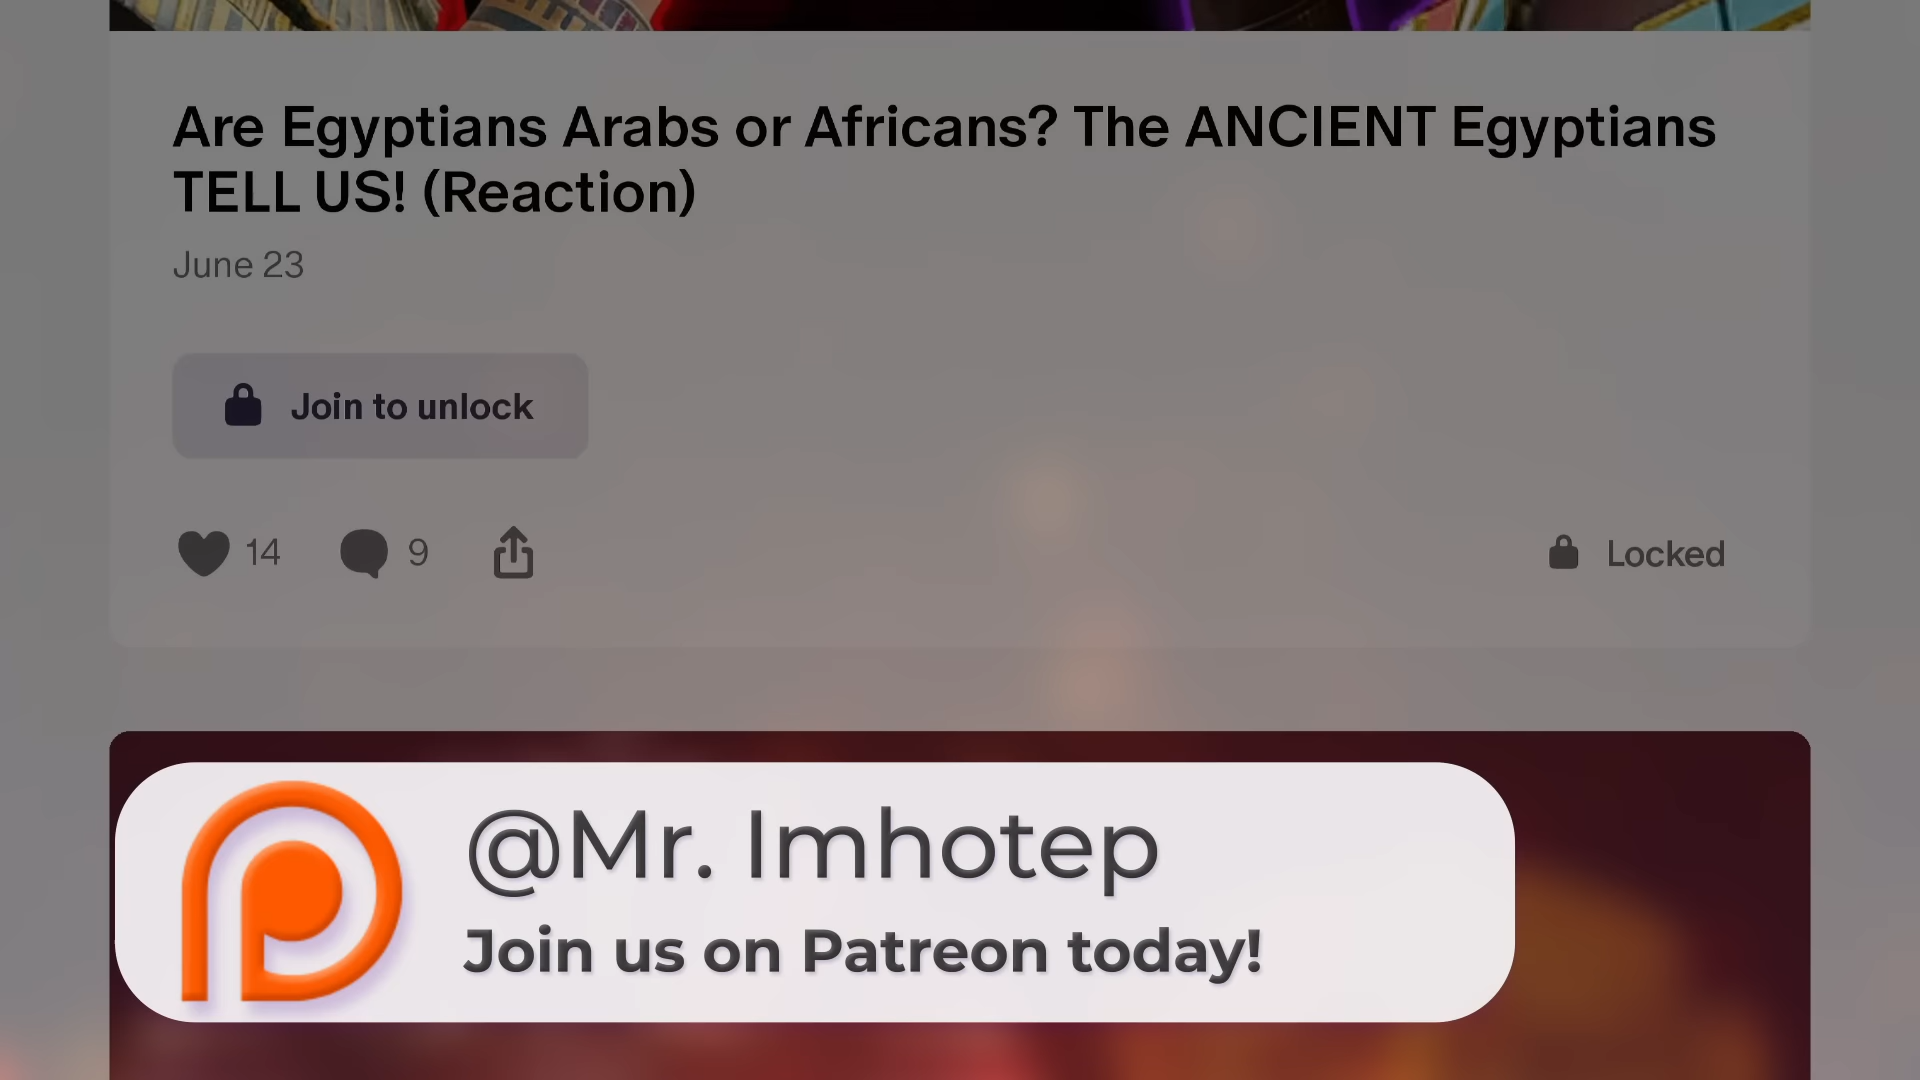 Are Egyptians Arabs or Africans? The ANCIENT Egyptians
TELL US! (Reaction)
June 23
Join to unlock
14 9
Locked
@Mr. Imhotep
Join us on Patreon today!